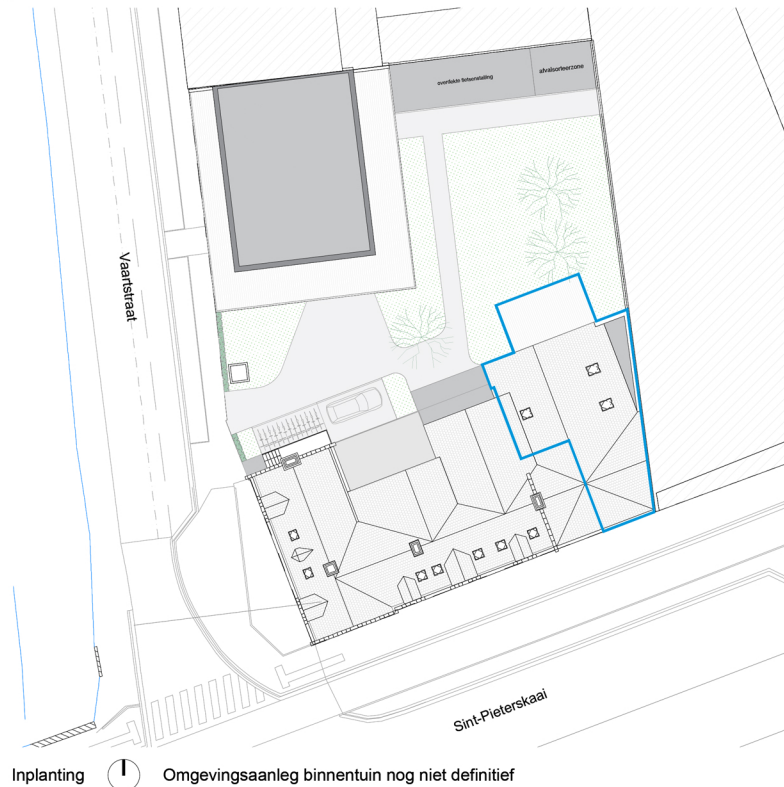 overdekte fietsenstalling
afvalsorteerzone
Vaartstraat
Sint-Pieterskaai
Inplanting
Omgevingsaanleg binnentuin nog niet definitief